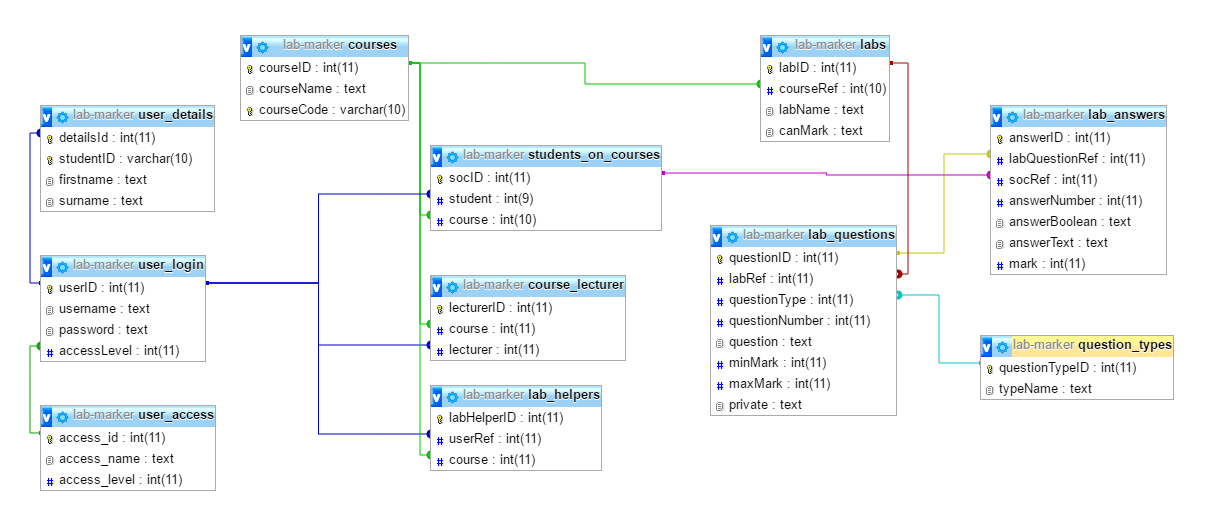 lab-marker courses
courseID : int(11)
courseName : text
courseCode : varchar(10)
lab-marker labs
labID : int(11)
courseRef : int(10)
labName : text
canMark : text
lab-marker user_details
detailsId : int(11)
studentID : varchar(10)
firstname : text
surname : text
lab-marker lab_answers
answerID : int(11)
labQuestionRef : int(11)
socRef : int(11)
answerNumber : int(11)
answerBoolean : text
answerText : text
mark : int(11)
lab-marker students_on_courses
socID : int(11)
student : int(9)
course : int(10)
lab-marker lab_questions
questionID : int(11)
labRef : int(11)
questionType : int(11)
questionNumber : int(11)
question : text
minMark : int(11)
maxMark : int(11)
private : text
lab-marker user_login
userID : int(11)
username : text
password : text
accessLevel : int(11)
lab-marker course_lecturer
lecturerID : int(11)
course : int(11)
lecturer : int(11)
lab-marker question_types
questionTypeID : int(11)
typeName : text
lab-marker lab_helpers
labHelperID : int(11)
userRef : int(11)
course : int(11)
lab-marker user_access
access_id : int(11)
access_name : text
access_level : int(11)